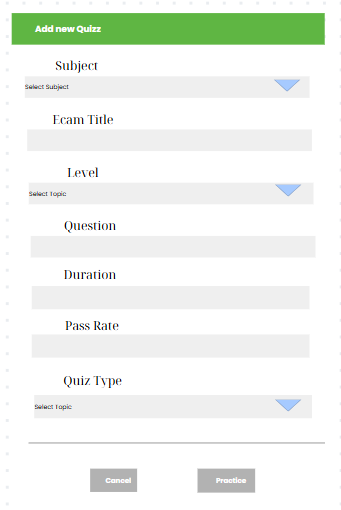 Add new Quizz
Subject
Select Subject
Ecam Title
Level
Select Topic
Question
Duration
Pass Rate
Quiz Type
Select Topic
Cancel
Practice